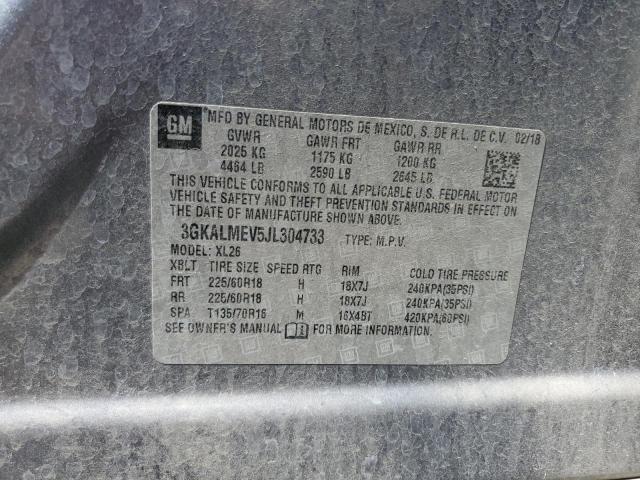 GM
MFD BY GENERAL MOTORS DE MEXICO, S. DE R.L. DE C.V. 02/18
GVWR GAWR FRT GAWR RR
2025 KG 1175 KG 1200 KG
4464 LB 2590 LB 2645 LB
THIS VEHICLE CONFORMS TO ALL APPLICABLE U.S. FEDERAL MOTOR
VEHICLE SAFETY AND THEFT PREVENTION STANDARDS IN EFFECT ON
THE DATE OF MANUFACTURE SHOWN ABOVE.
3GKALMEV5JL304733 TYPE: M.P.V.
MODEL: XL26
XBLT TIRE SIZE SPEED RTG RIM COLD TIRE PRESSURE
FRT 225/60R18 H 18X7J 240KPA(35PSI)
RR 225/60R18 H 18X7J 240KPA(35PSI)
SPA T135/70R16 M 16X4BT 420KPA(60PSI)
SEE OWNER'S MANUAL FOR MORE INFORMATION.